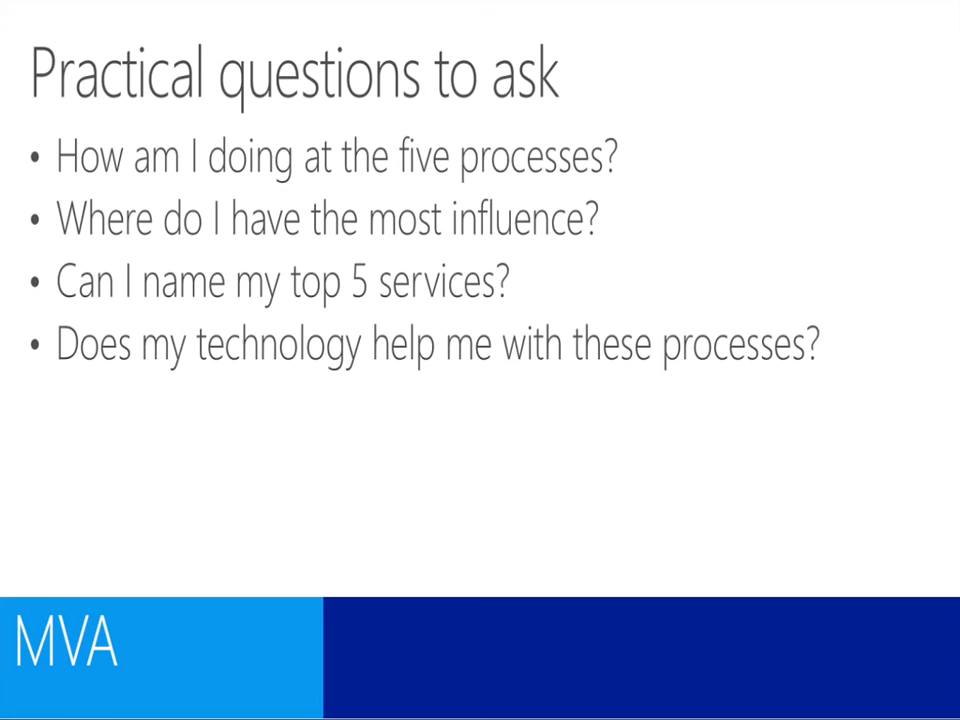 Practical questions to ask
• How am I doing at the five processes?
• Where do I have the most influence?
• Can I name my top 5 services?
• Does my technology help me with these processes?
MVA